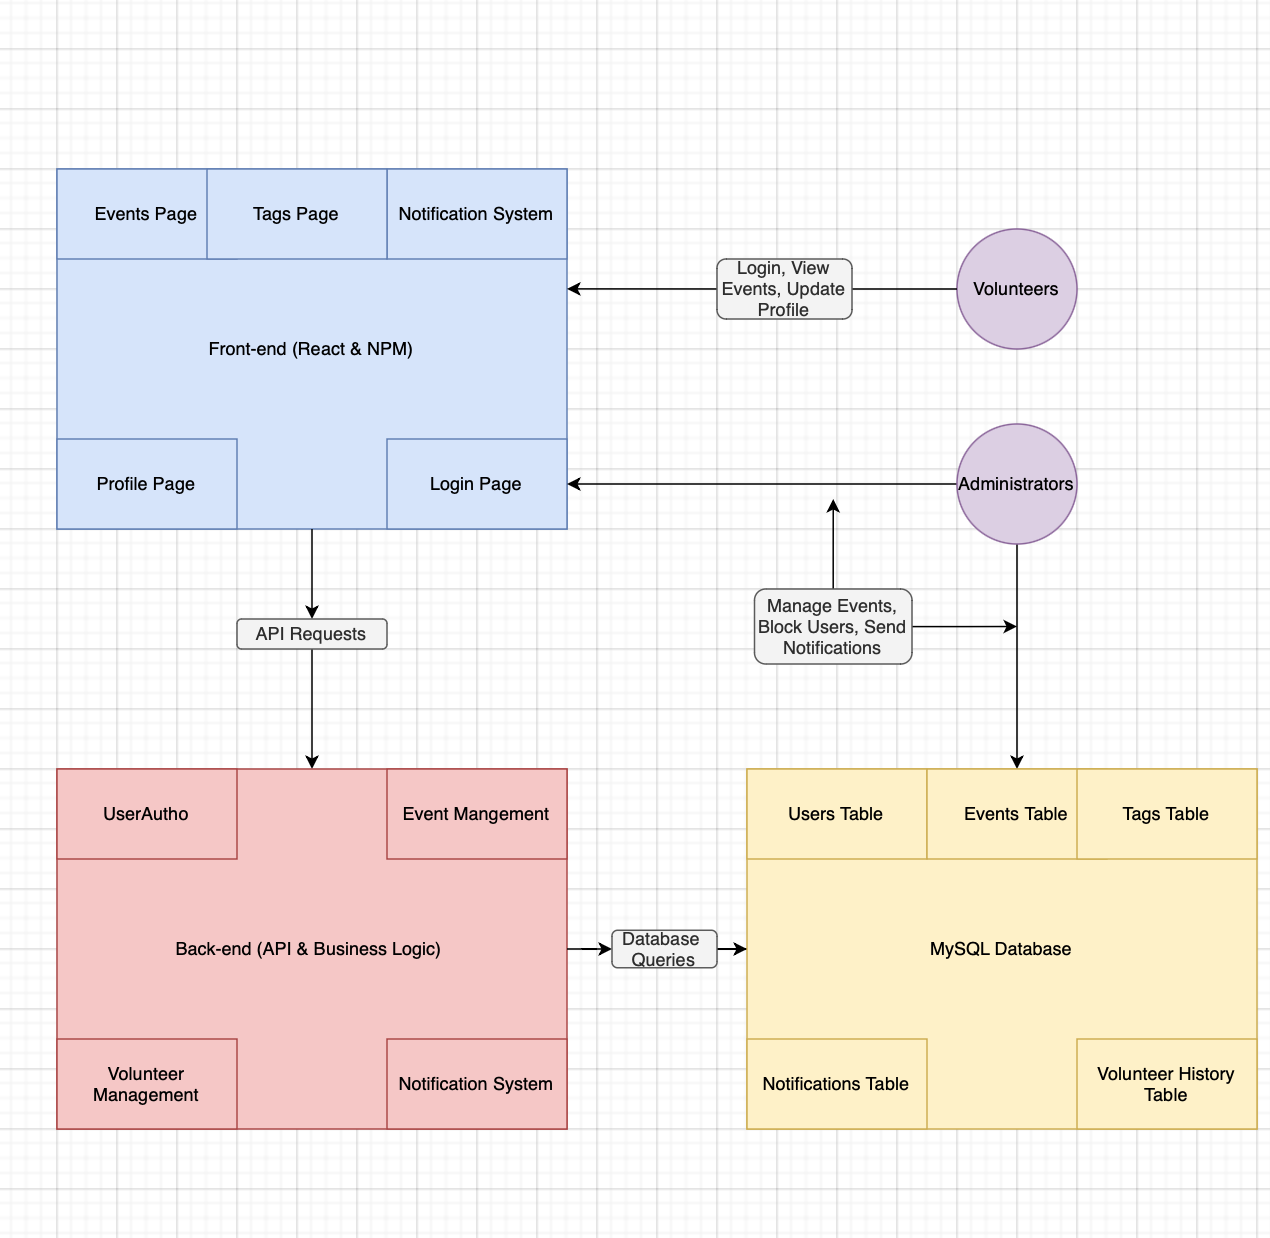 Events Page
Tags Page
Notification System
Front-end (React & NPM)
Profile Page
Login Page
Login, View
Events, Update
Profile
Volunteers
Administrators
API Requests
Manage Events,
Block Users, Send
Notifications
UserAutho
Event Mangement
Back-end (API & Business Logic)
Volunteer
Management
Notification System
Database
Queries
Users Table
Events Table
Tags Table
MySQL Database
Notifications Table
Volunteer History
Table